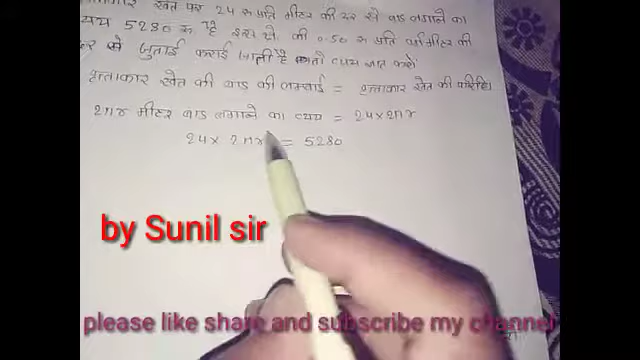 खेत पर 24 रु प्रति मीटर की दर से बाड़ लगाने का
व्यय 5280 रु है इस खेत की 0.50 रु प्रति वर्गमीटर की
दर से जुताई कराई जाती है तो व्यय ज्ञात करो
वृत्ताकार खेत की बाड़ की लम्बाई = वृत्ताकार खेत की परिधि
2πr मीटर बाड़ लगाने का व्यय = 24×2πr
24× 2πr = 5280
by Sunil sir
please like share and subscribe my channel